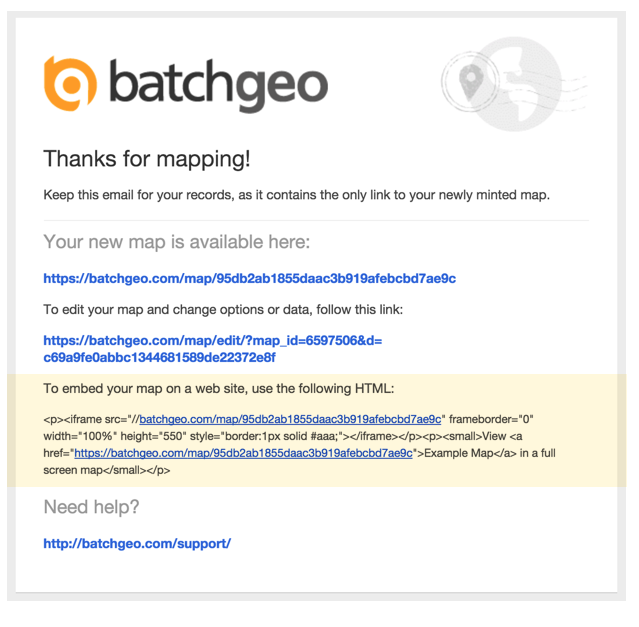 batchgeo
Thanks for mapping!
Keep this email for your records, as it contains the only link to your newly minted map.
Your new map is available here:
https://batchgeo.com/map/95db2ab1855daac3b919afebcbd7ae9c
To edit your map and change options or data, follow this link:
https://batchgeo.com/map/edit/?map_id=6597506&d=
c69a9fe0abbc1344681589de22372e8f
To embed your map on a web site, use the following HTML:
<p><iframe src="//batchgeo.com/map/95db2ab1855daac3b919afebcbd7ae9c" frameborder="0"
width="100%" height="550" style="border:1px solid #aaa;"></iframe></p><p><small>View <a
href="https://batchgeo.com/map/95db2ab1855daac3b919afebcbd7ae9c">Example Map</a> in a full
screen map</small></p>
Need help?
http://batchgeo.com/support/